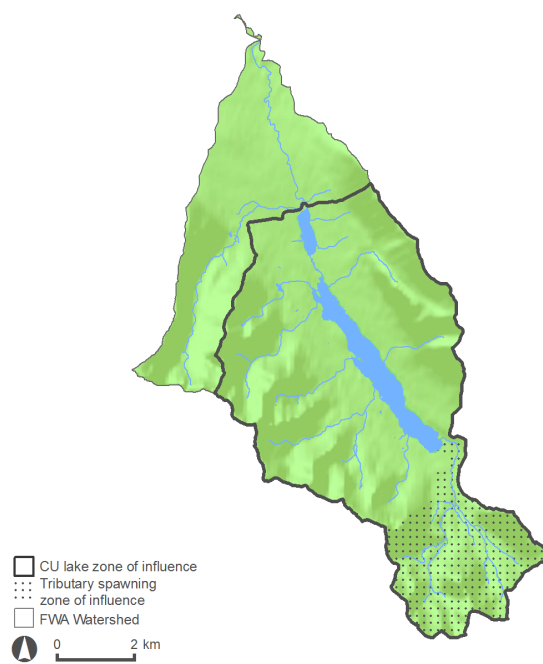 CU lake zone of influence
Tributary spawning
zone of influence
FWA Watershed
0 2 km